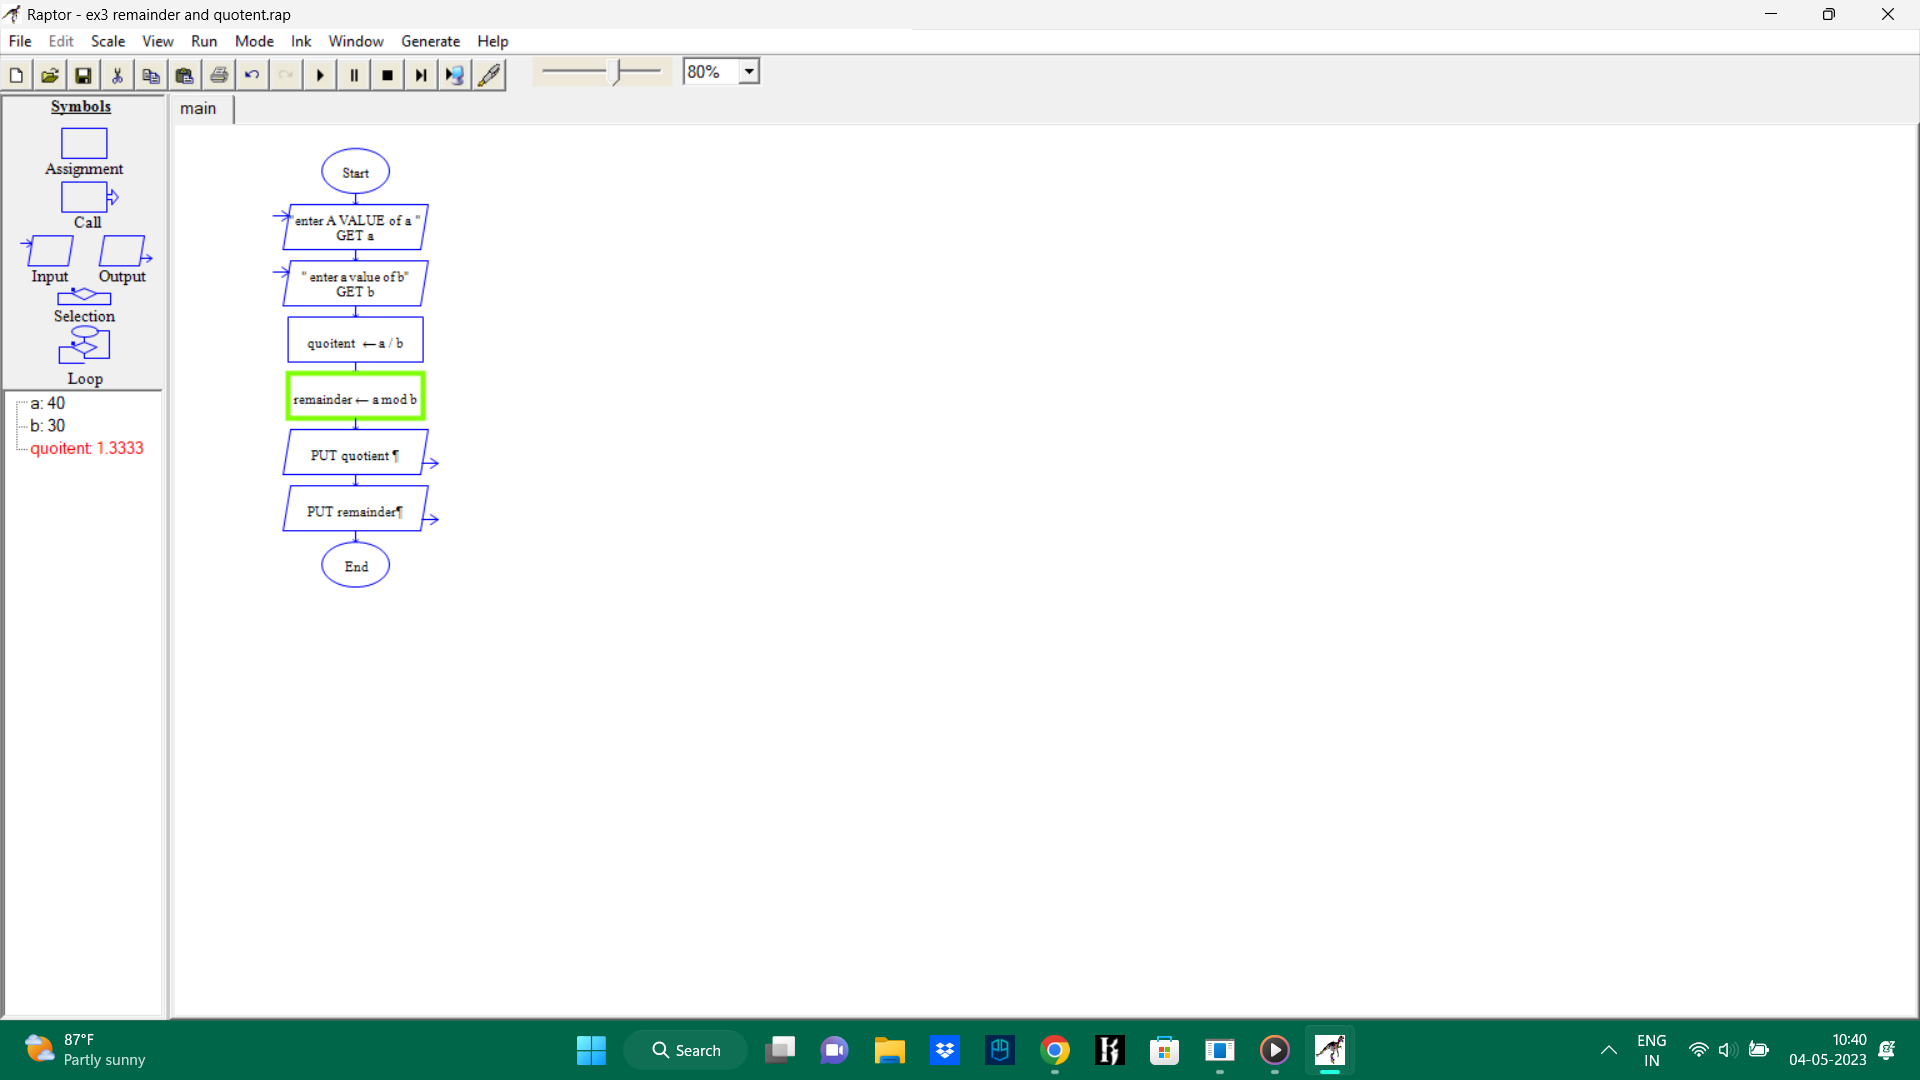 Raptor - ex3 remainder and quotent.rap
File Edit Scale View Run Mode Ink Window Generate Help
80%
Symbols
Assignment
Call
Input Output
Selection
Loop
a: 40
b: 30
quoitent: 1.3333
main
Start
"enter A VALUE of a "
GET a
" enter a value of b"
GET b
quoitent ← a / b
remainder ← a mod b
PUT quotient ¶
PUT remainder¶
End
87°F
Partly sunny
Search
ENG
IN
10:40
04-05-2023